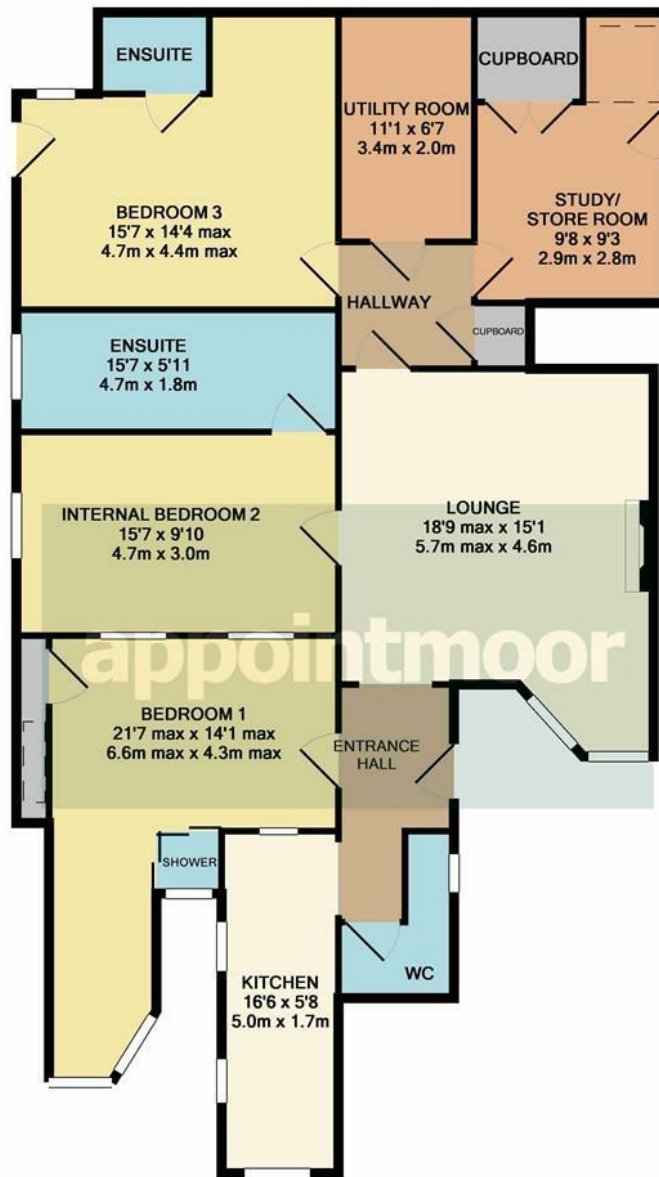 ENSUITE
CUPBOARD
UTILITY ROOM
11'1 x 6'7
3.4m x 2.0m
BEDROOM 3
15'7 x 14'4 max
4.7m x 4.4m max
STUDY/
STORE ROOM
9'8 x 9'3
2.9m x 2.8m
HALLWAY
CUPBOARD
ENSUITE
15'7 x 5'11
4.7m x 1.8m
INTERNAL BEDROOM 2
15'7 x 9'10
4.7m x 3.0m
LOUNGE
18'9 max x 15'1
5.7m max x 4.6m
appointmoor
BEDROOM 1
21'7 max x 14'1 max
6.6m max x 4.3m max
ENTRANCE
HALL
SHOWER
WC
KITCHEN
16'6 x 5'8
5.0m x 1.7m